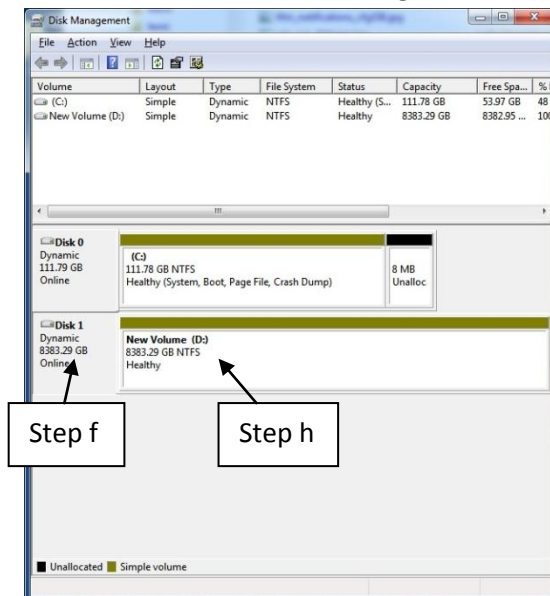 Disk Management
File Action View Help
Volume Layout Type File System Status Capacity Free Spa... %
(C:) Simple Dynamic NTFS Healthy (S... 111.78 GB 53.97 GB 48
New Volume (D:) Simple Dynamic NTFS Healthy 8383.29 GB 8382.95 ... 100
Disk 0
Dynamic
111.79 GB
Online
(C:)
111.78 GB NTFS
Healthy (System, Boot, Page File, Crash Dump)
8 MB
Unalloc
Disk 1
Dynamic
8383.29 GB
Online
New Volume (D:)
8383.29 GB NTFS
Healthy
Step f
Step h
Unallocated Simple volume